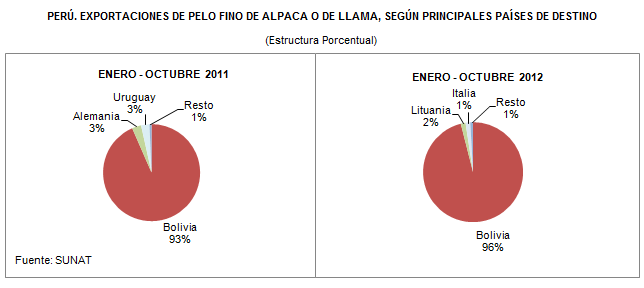 PERÚ. EXPORTACIONES DE PELO FINO DE ALPACA O DE LLAMA, SEGÚN PRINCIPALES PAÍSES DE DESTINO
(Estructura Porcentual)
ENERO - OCTUBRE 2011
Uruguay
3%
Resto
1%
Alemania
3%
Bolivia
93%
Fuente: SUNAT
ENERO - OCTUBRE 2012
Italia
1%
Resto
1%
Lituania
2%
Bolivia
96%